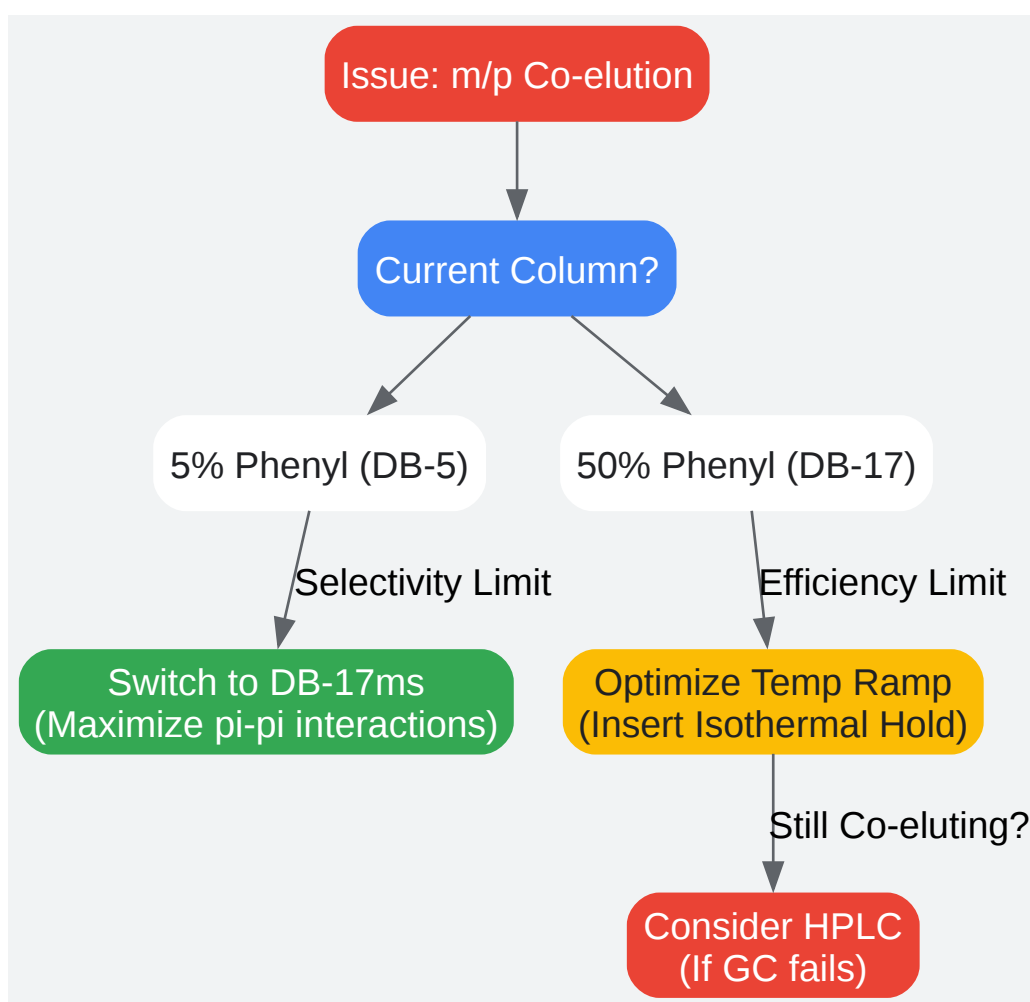 Issue: m/p Co-elution
Current Column?
5% Phenyl (DB-5)
50% Phenyl (DB-17)
Selectivity Limit
Efficiency Limit
Switch to DB-17ms
(Maximize pi-pi interactions)
Optimize Temp Ramp
(Insert Isothermal Hold)
Still Co-eluting?
Consider HPLC
(If GC fails)